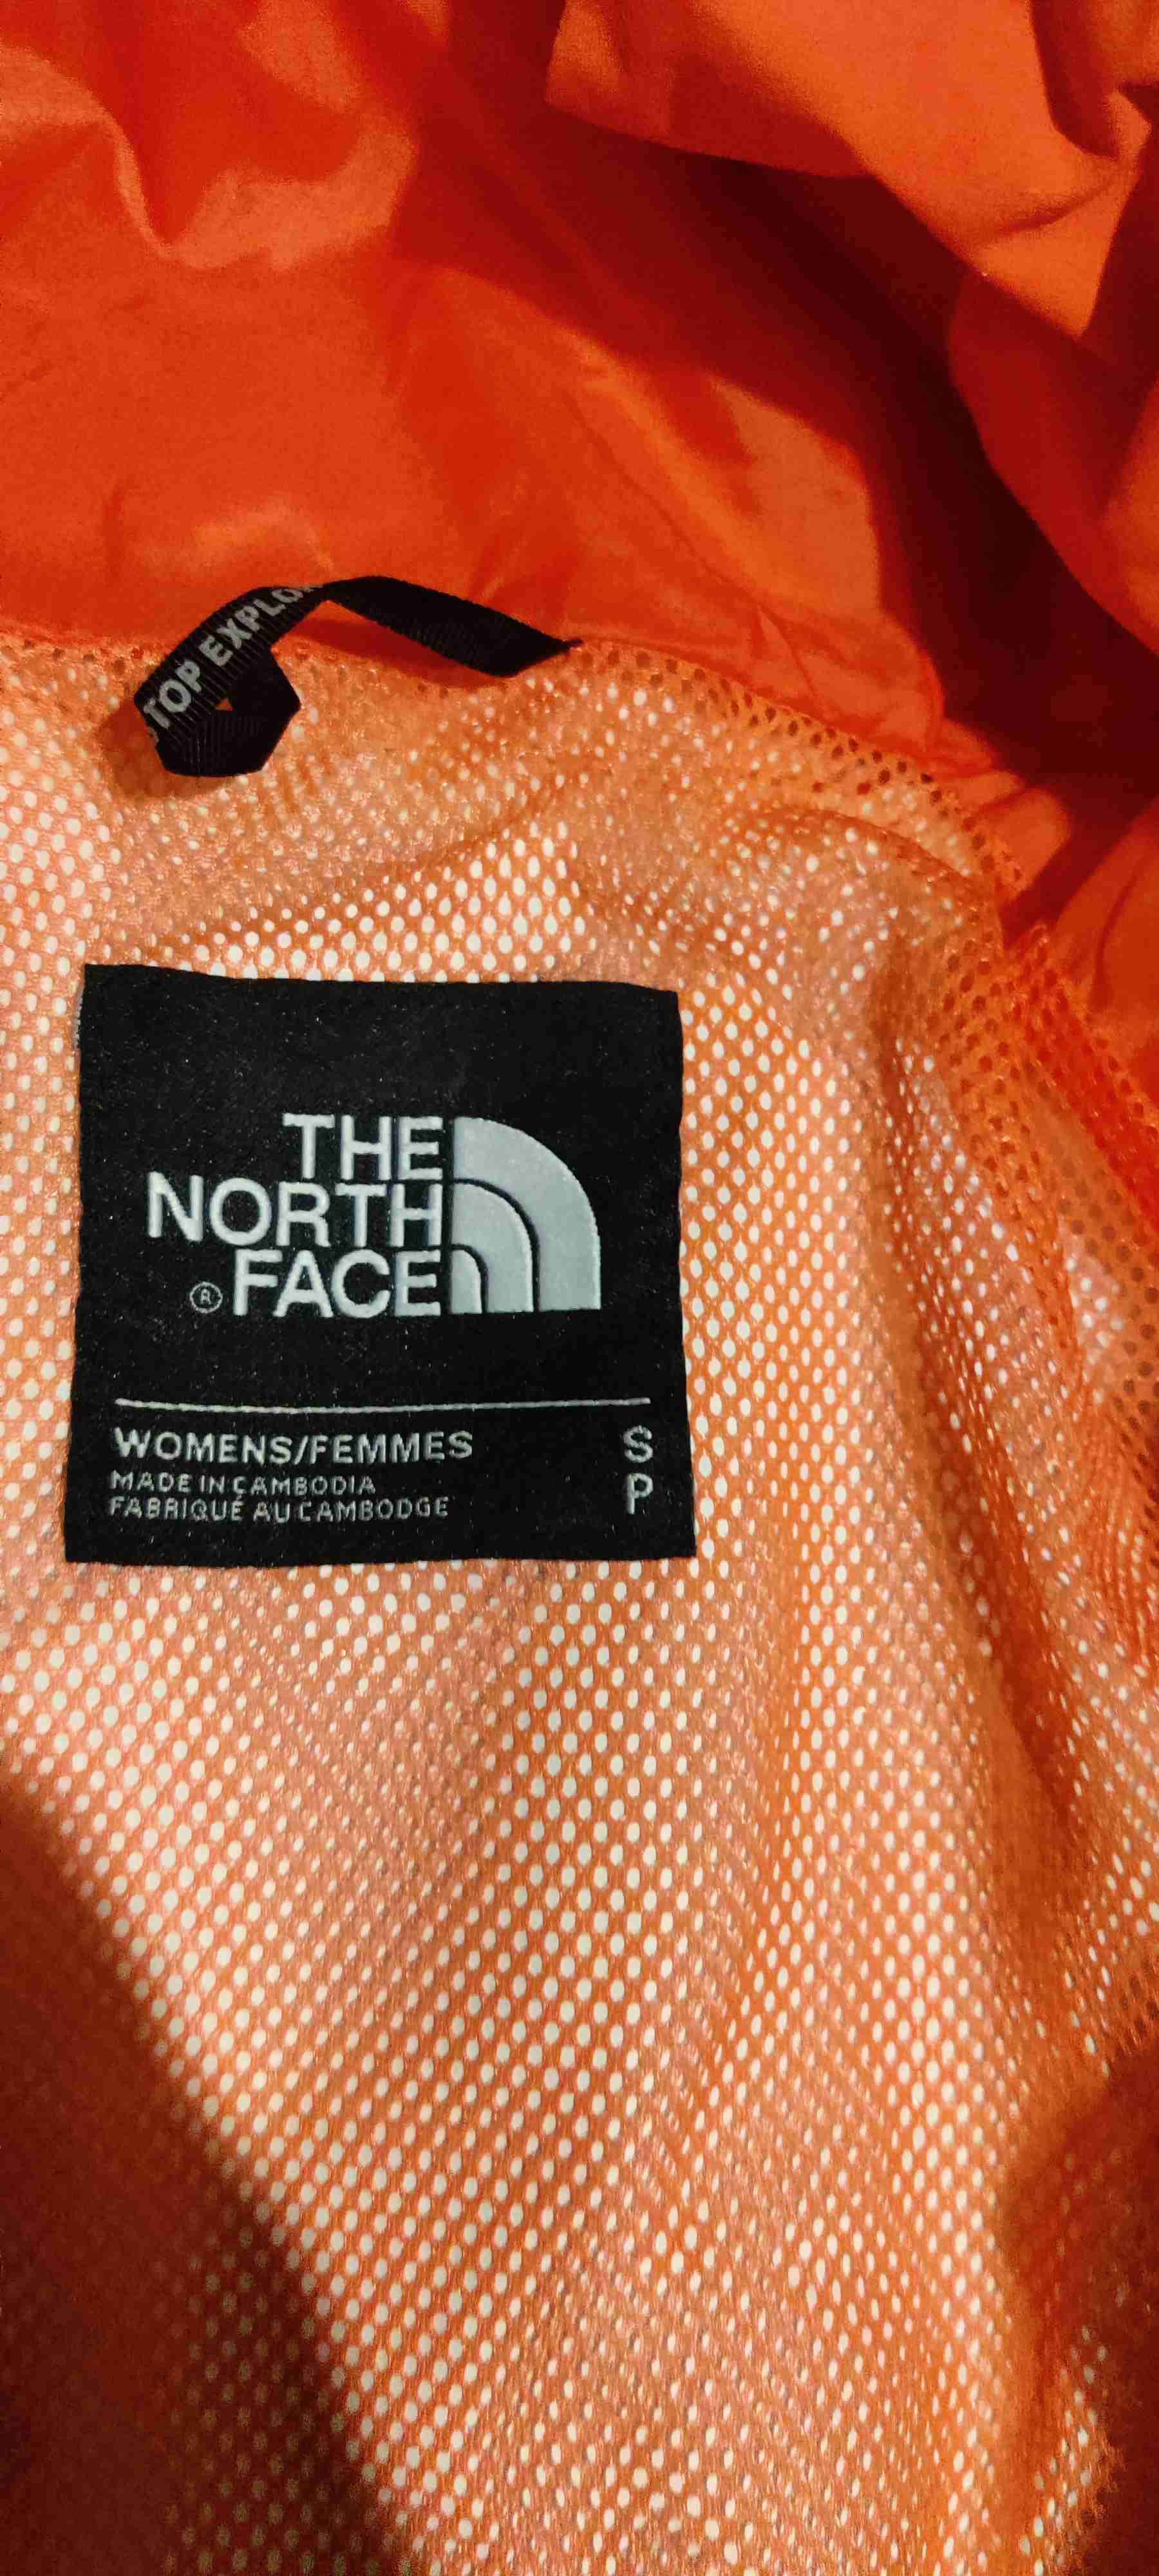 TOP EXPLO
THE
NORTH
FACE
®
WOMENS/FEMMES S
MADE IN CAMBODIA P
FABRIQUÉ AU CAMBODGE